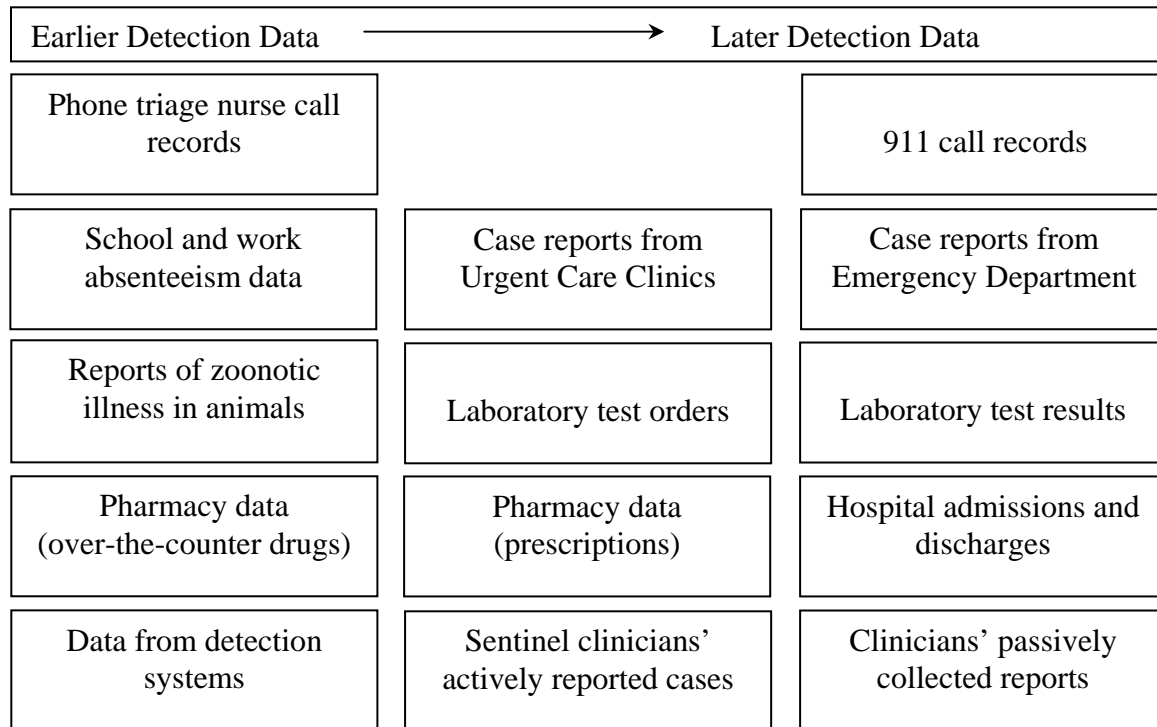 Earlier Detection Data
Later Detection Data
Phone triage nurse call
records
911 call records
School and work
absenteeism data
Case reports from
Urgent Care Clinics
Case reports from
Emergency Department
Reports of zoonotic
illness in animals
Laboratory test orders
Laboratory test results
Pharmacy data
(over-the-counter drugs)
Pharmacy data
(prescriptions)
Hospital admissions and
discharges
Data from detection
systems
Sentinel clinicians’
actively reported cases
Clinicians’ passively
collected reports